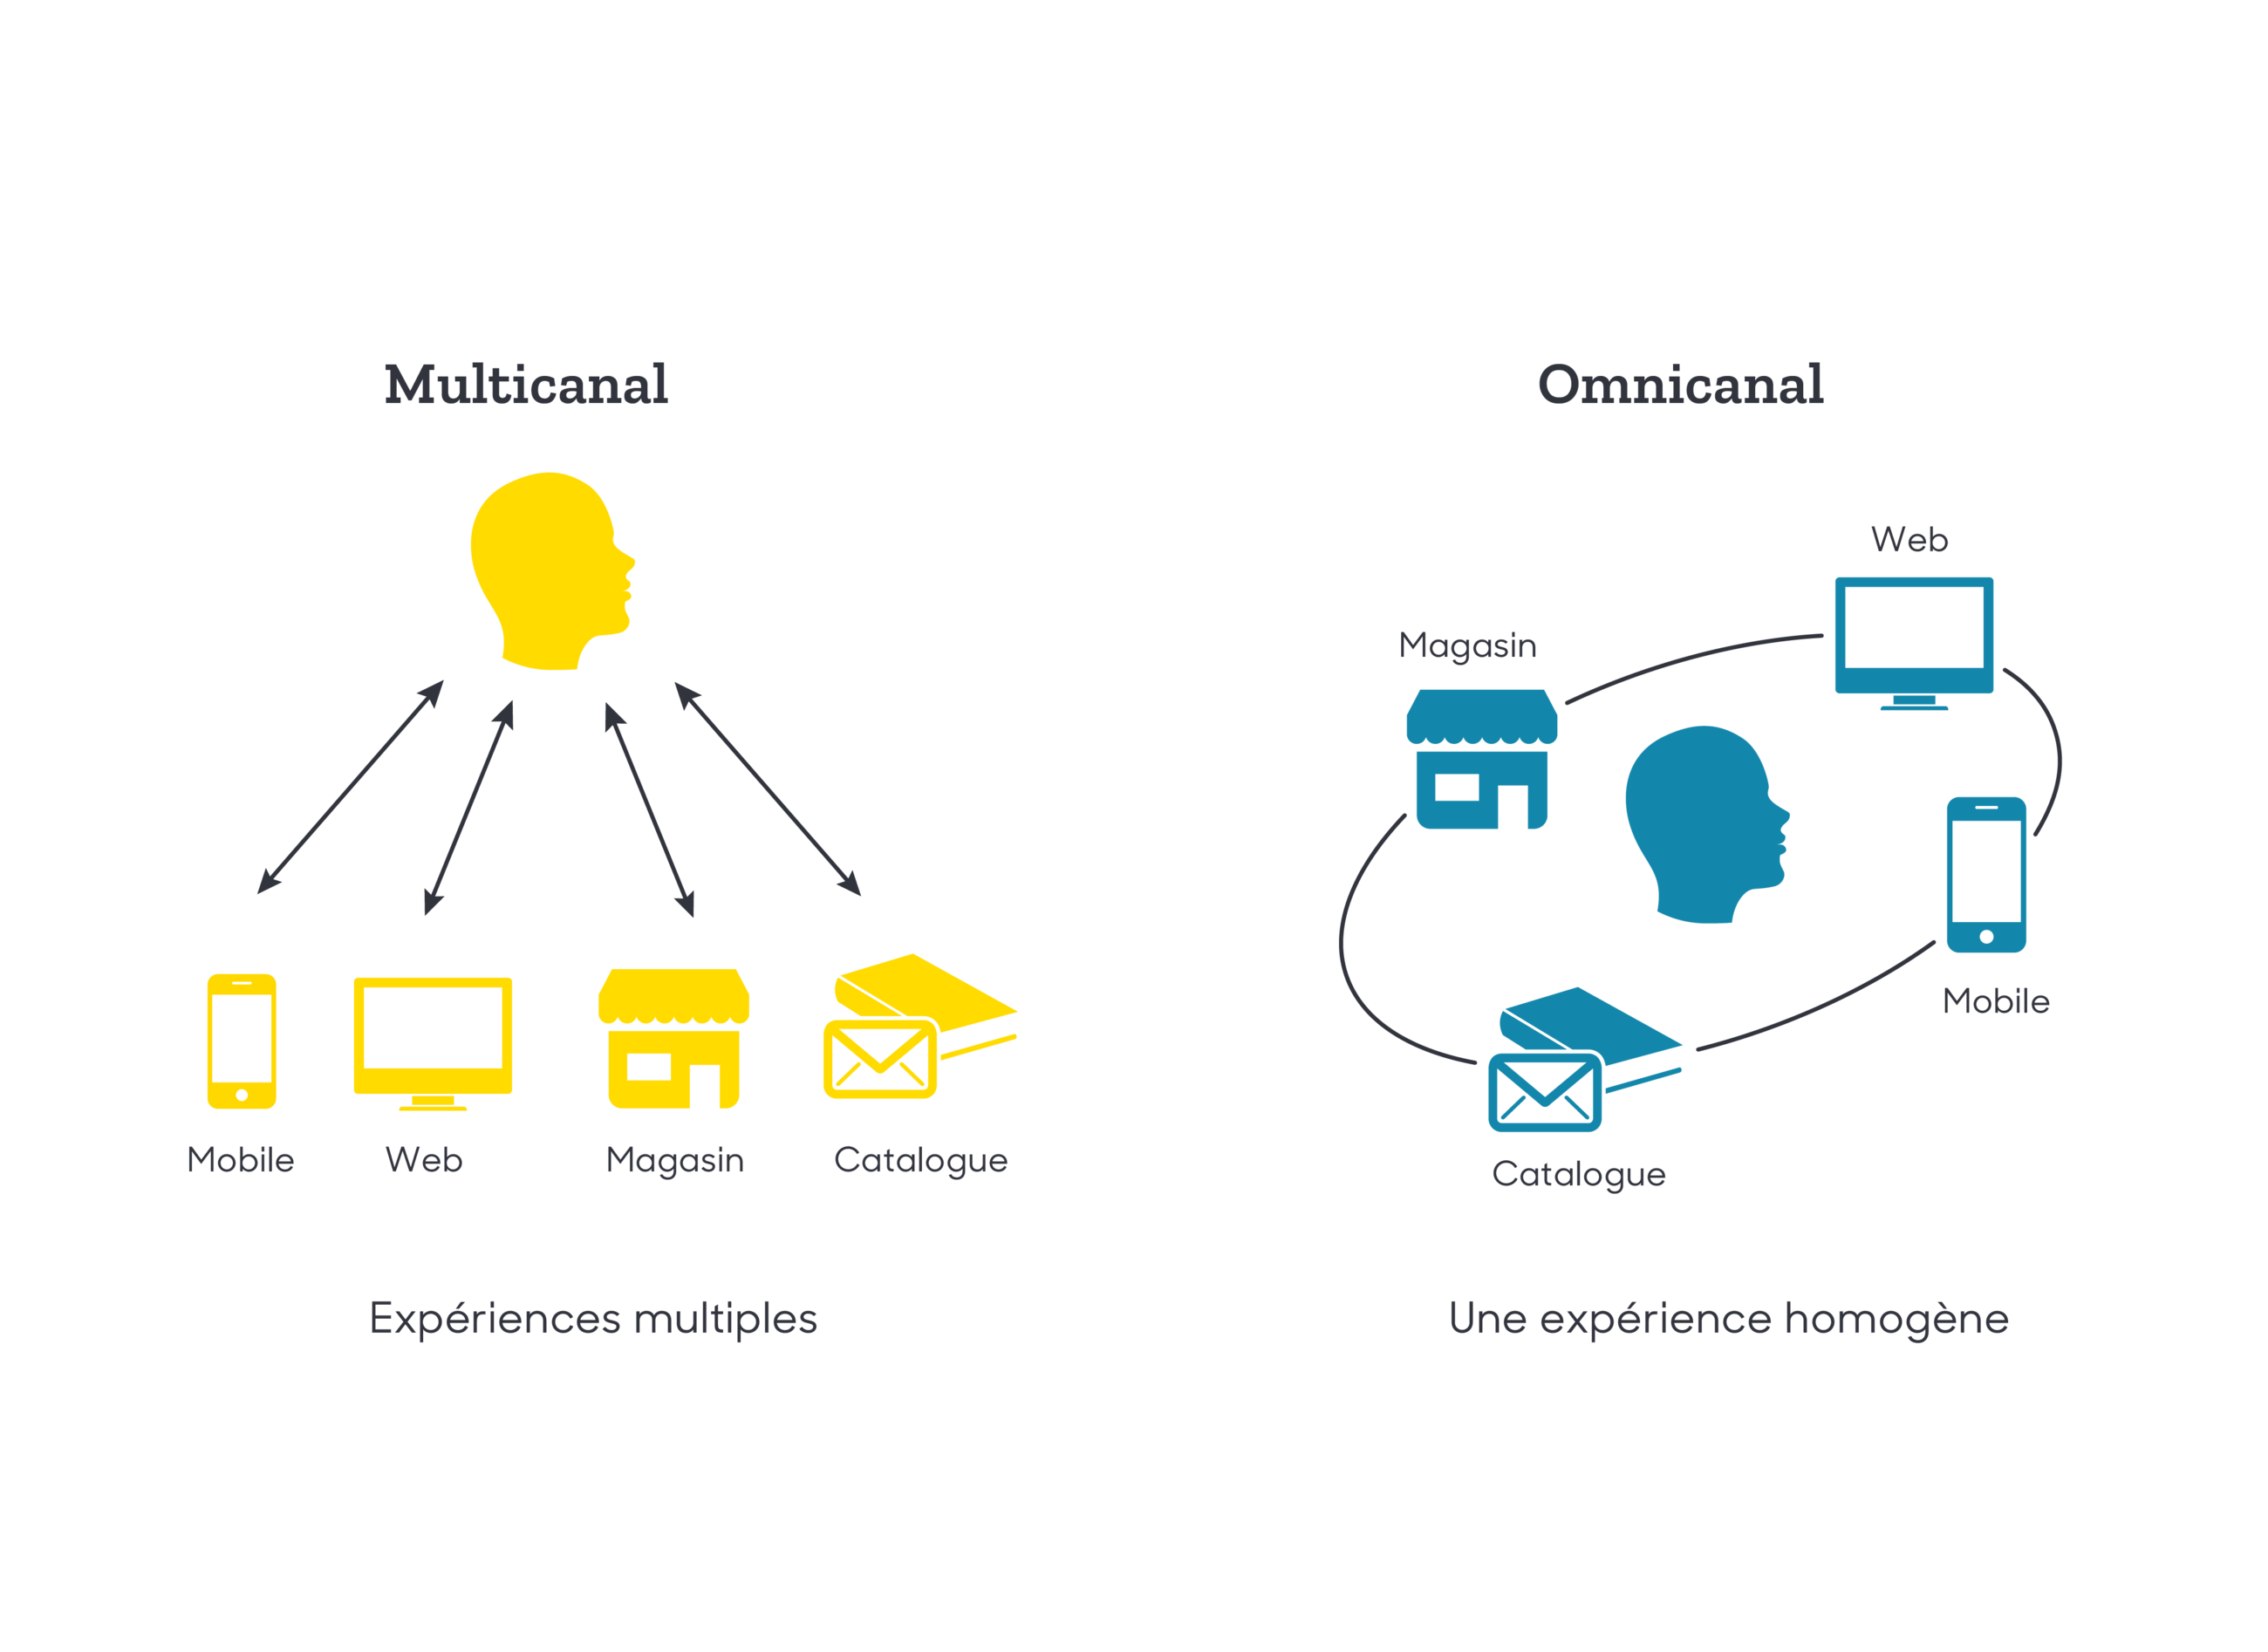 Multicanal
Mobile
Web
Magasin
Catalogue
Expériences multiples
Omnicanal
Web
Magasin
Mobile
Catalogue
Une expérience homogène